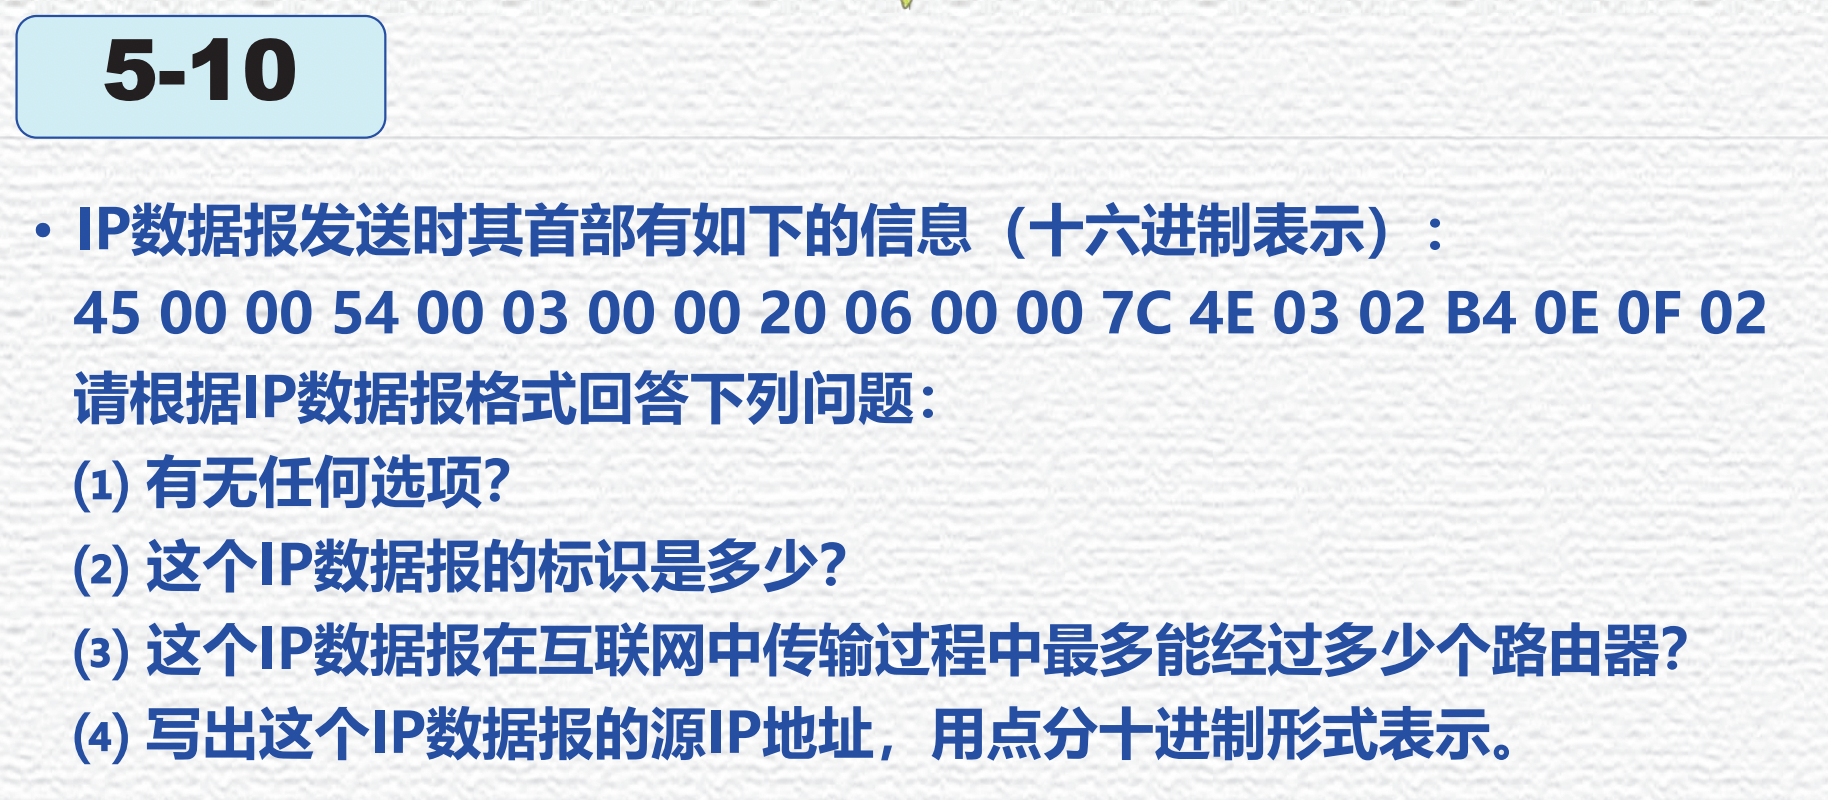 5-10
• IP数据报发送时其首部有如下的信息（十六进制表示）:
45 00 00 54 00 03 00 00 20 06 00 00 7C 4E 03 02 B4 0E 0F 02
请根据IP数据报格式回答下列问题:
(1) 有无任何选项?
(2) 这个IP数据报的标识是多少?
(3) 这个IP数据报在互联网中传输过程中最多能经过多少个路由器?
(4) 写出这个IP数据报的源IP地址，用点分十进制形式表示。